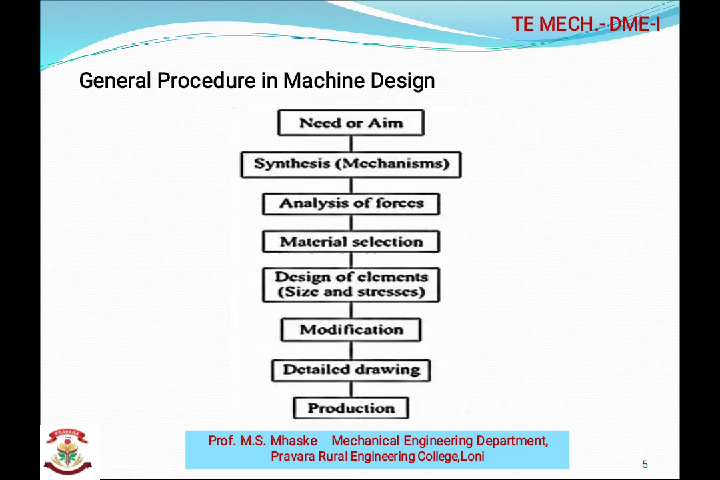 TE MECH.- DME-I
General Procedure in Machine Design
Need or Aim
Synthesis (Mechanisms)
Analysis of forces
Material selection
Design of elements
(Size and stresses)
Modification
Detailed drawing
Production
PRAVARA
Prof. M.S. Mhaske Mechanical Engineering Department,
Pravara Rural Engineering College,Loni
5